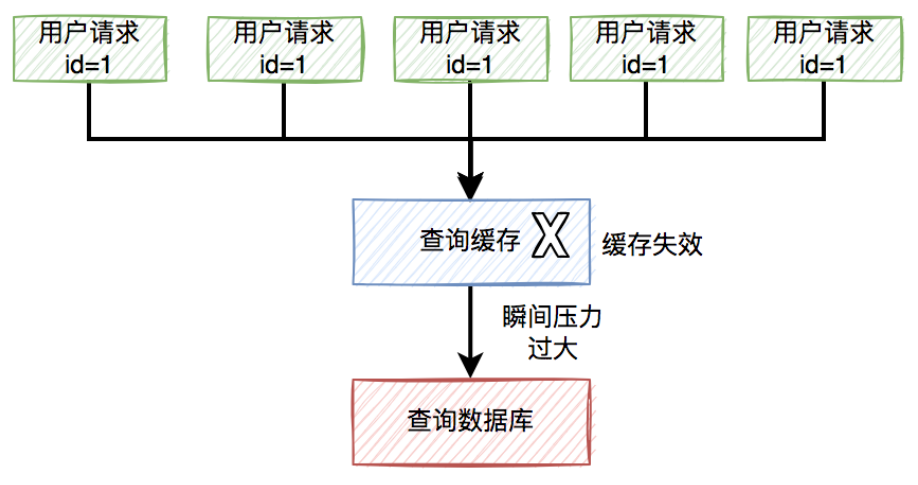 用户请求
id=1
用户请求
id=1
用户请求
id=1
用户请求
id=1
用户请求
id=1
查询缓存 X
缓存失效
瞬间压力
过大
查询数据库